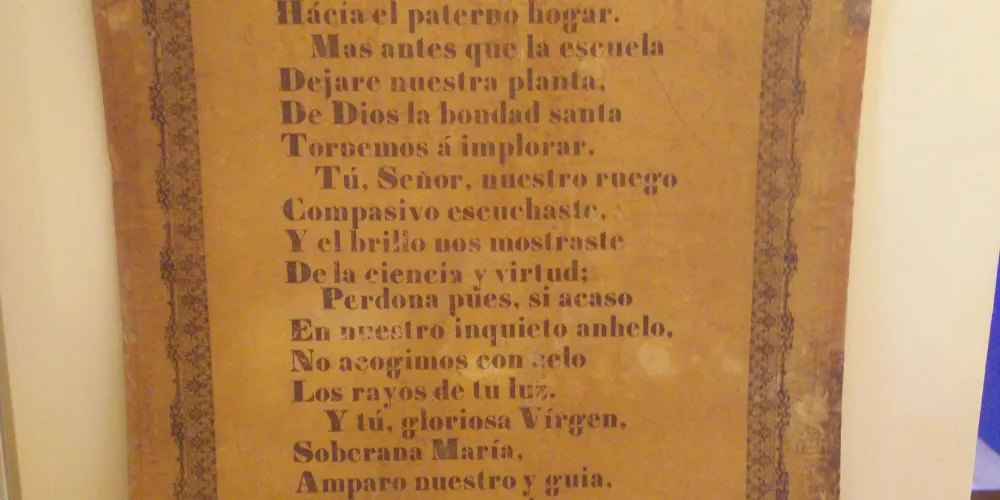 Hácia el paterno hogar.
Mas antes que la escuela
Dejare nuestra planta,
De Dios la bondad santa
Tornemos á implorar.
Tú, Señor, nuestro ruego
Compasivo escuchaste,
Y el brillo nos mostraste
De la ciencia y virtud;
Perdona pues, si acaso
En nuestro inquieto anhelo,
No acogimos con celo
Los rayos de tu luz.
Y tú, gloriosa Vírgen,
Soberana María,
Amparo nuestro y guia,